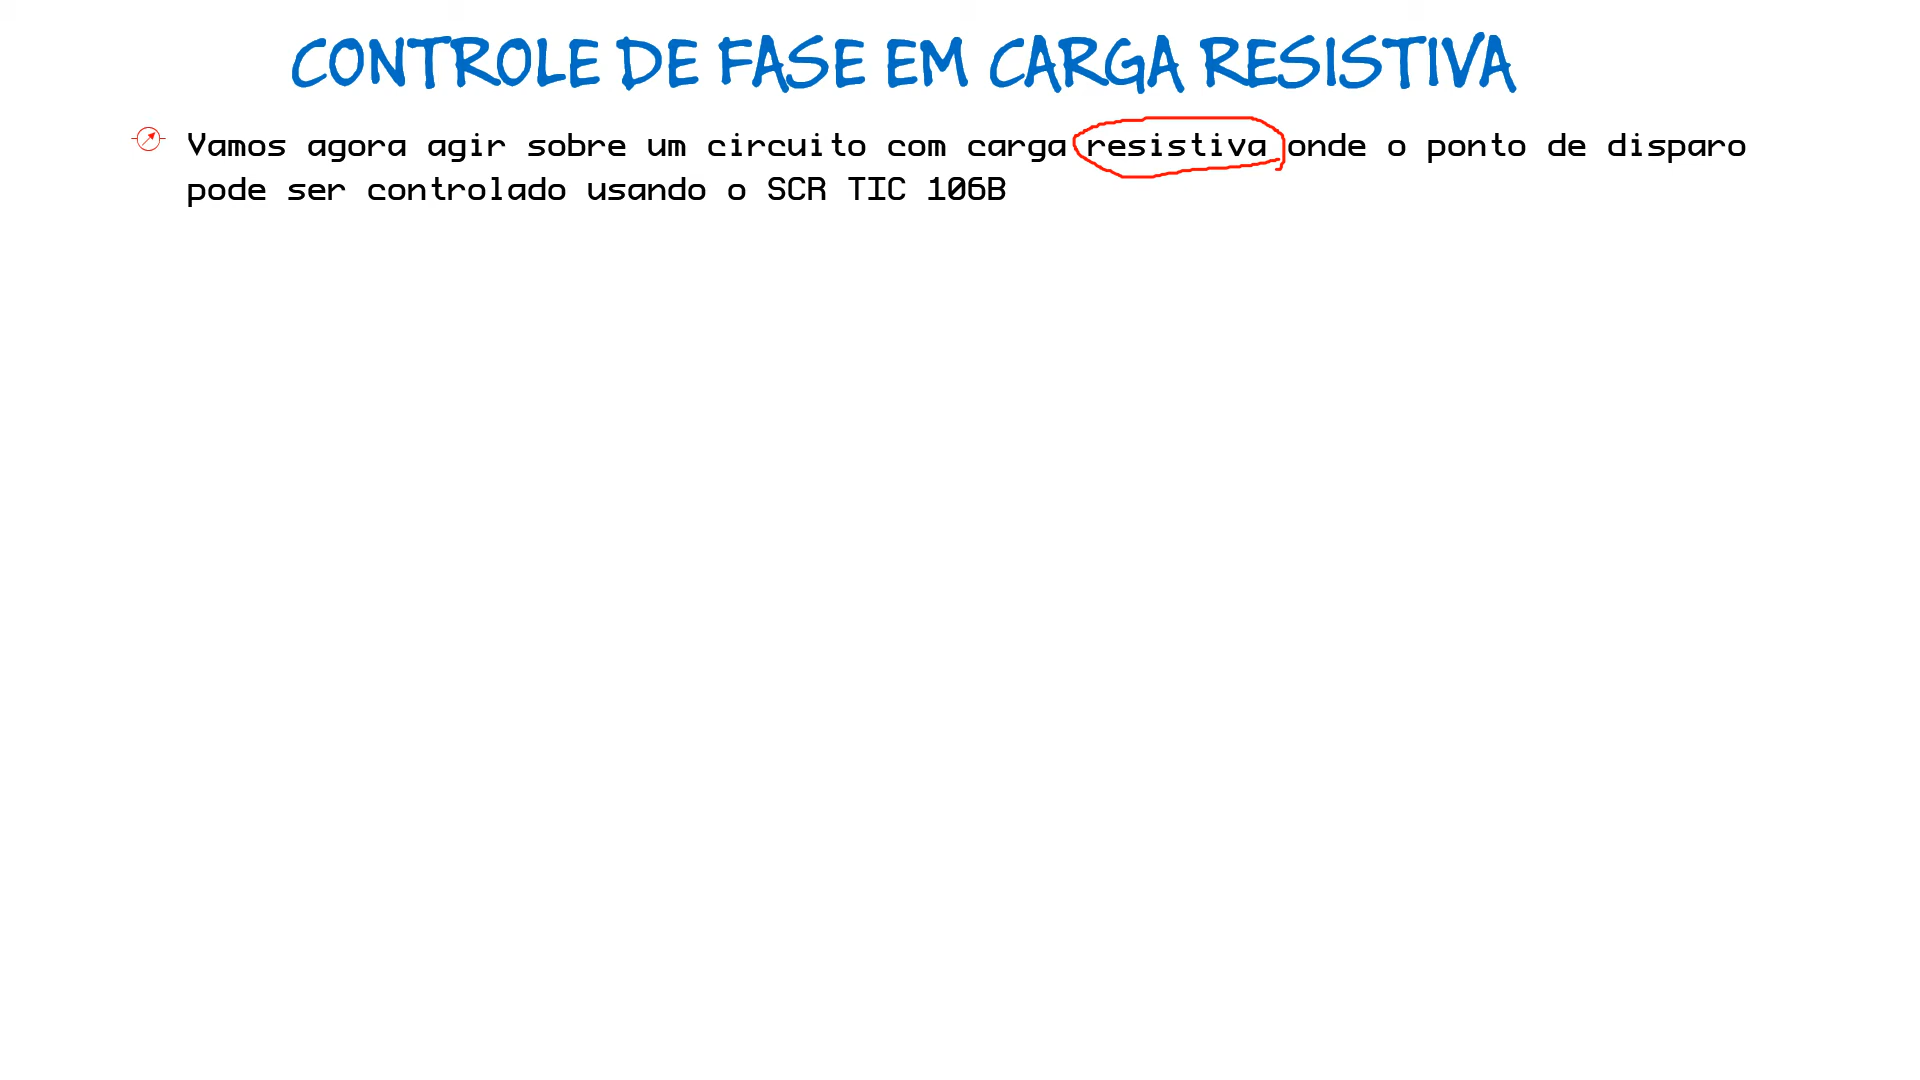 CONTROLE DE FASE EM CARGA RESISTIVA
Vamos agora agir sobre um circuito com carga resistiva onde o ponto de disparo
pode ser controlado usando o SCR TIC 106B